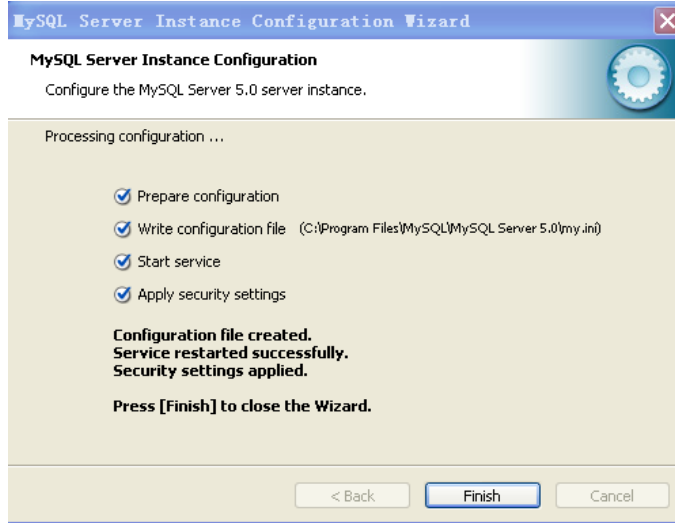 MySQL Server Instance Configuration Wizard
MySQL Server Instance Configuration
Configure the MySQL Server 5.0 server instance.
Processing configuration ...
Prepare configuration
Write configuration file (C:\Program Files\MySQL\MySQL Server 5.0\my.ini)
Start service
Apply security settings
Configuration file created.
Service restarted successfully.
Security settings applied.
Press [Finish] to close the Wizard.
< Back Finish Cancel